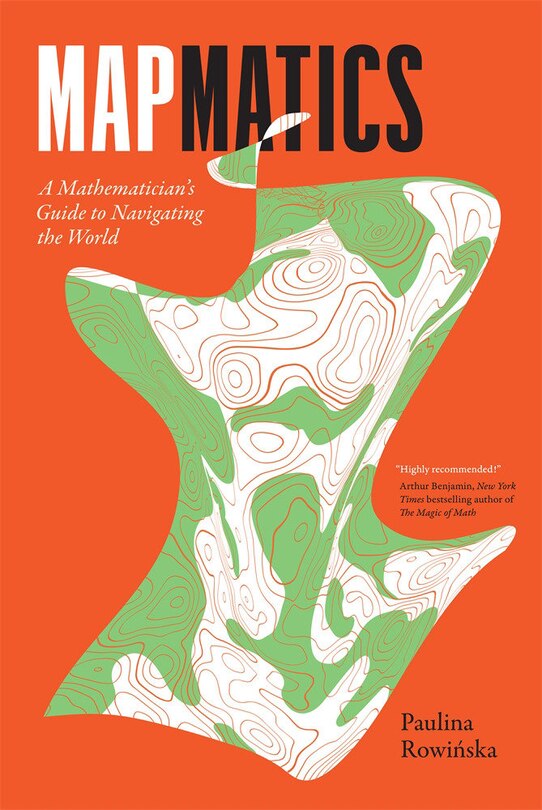 MAPMATICS
A Mathematician's
Guide to Navigating
the World
"Highly recommended!"
Arthur Benjamin, New York
Times bestselling author of
The Magic of Math
Paulina
Rowińska